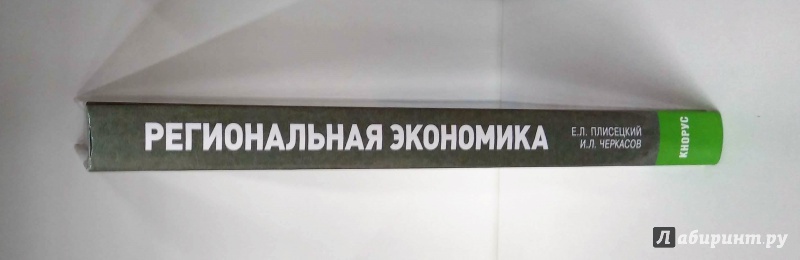 РЕГИОНАЛЬНАЯ ЭКОНОМИКА
Е.Л. ПЛИСЕЦКИЙ
И.Л. ЧЕРКАСОВ
КНОРУС
Лабиринт.ру